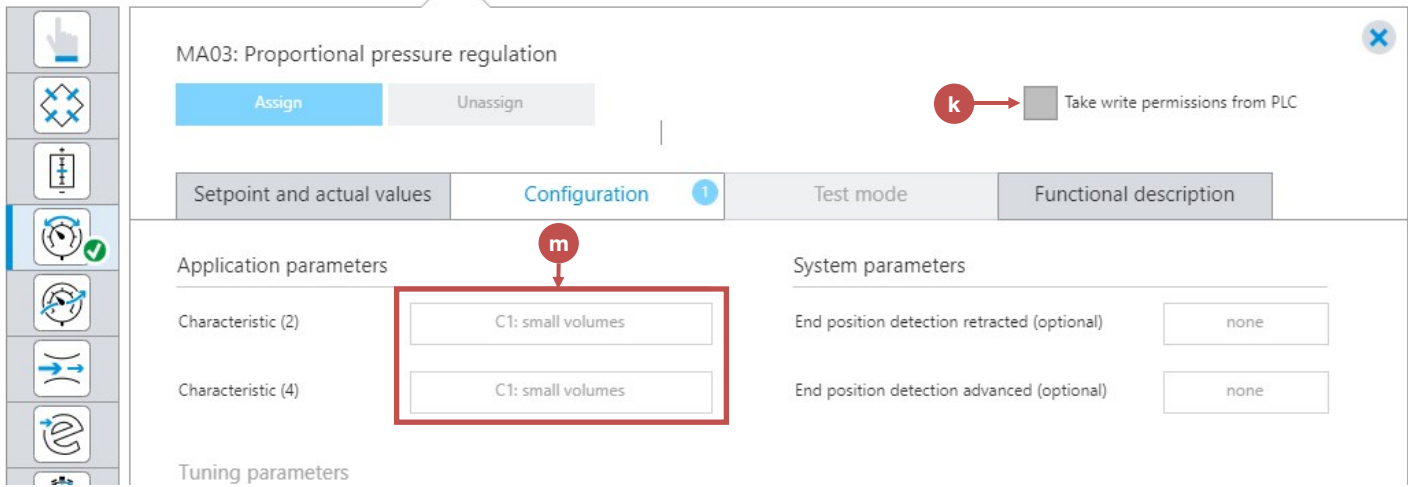 MA03: Proportional pressure regulation
Assign Unassign k Take write permissions from PLC
Setpoint and actual values Configuration 1 Test mode Functional description
m
Application parameters System parameters
Characteristic (2) C1: small volumes End position detection retracted (optional) none
Characteristic (4) C1: small volumes End position detection advanced (optional) none
Tuning parameters